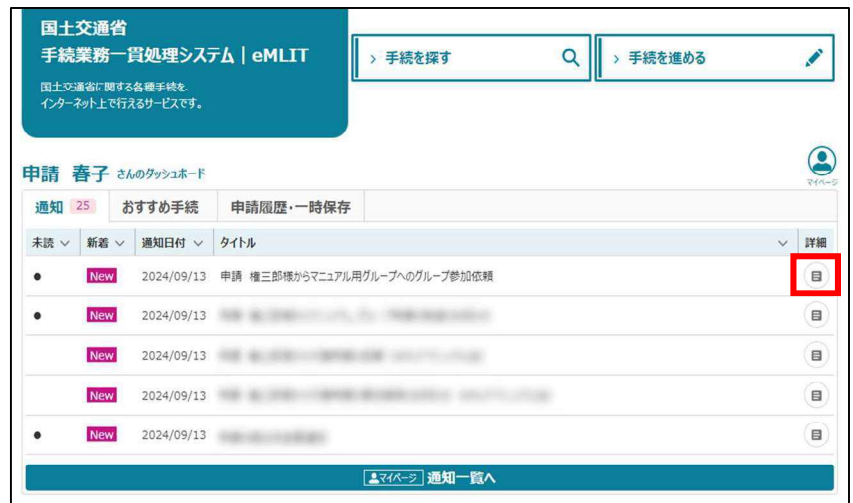 国土交通省
手続業務一貫処理システム | eMLIT
国土交通省に関する各種手続を
インターネット上で行えるサービスです。
> 手続を探す
> 手続を進める
申請 春子 さんのダッシュボード
マイページ
通知 25 おすすめ手続 申請履歴・一時保存
未読 新着 通知日付 タイトル 詳細
● New 2024/09/13 申請 権三郎様からマニュアル用グループへのグループ参加依頼
● New 2024/09/13
New 2024/09/13
New 2024/09/13
● New 2024/09/13
マイページ 通知一覧へ